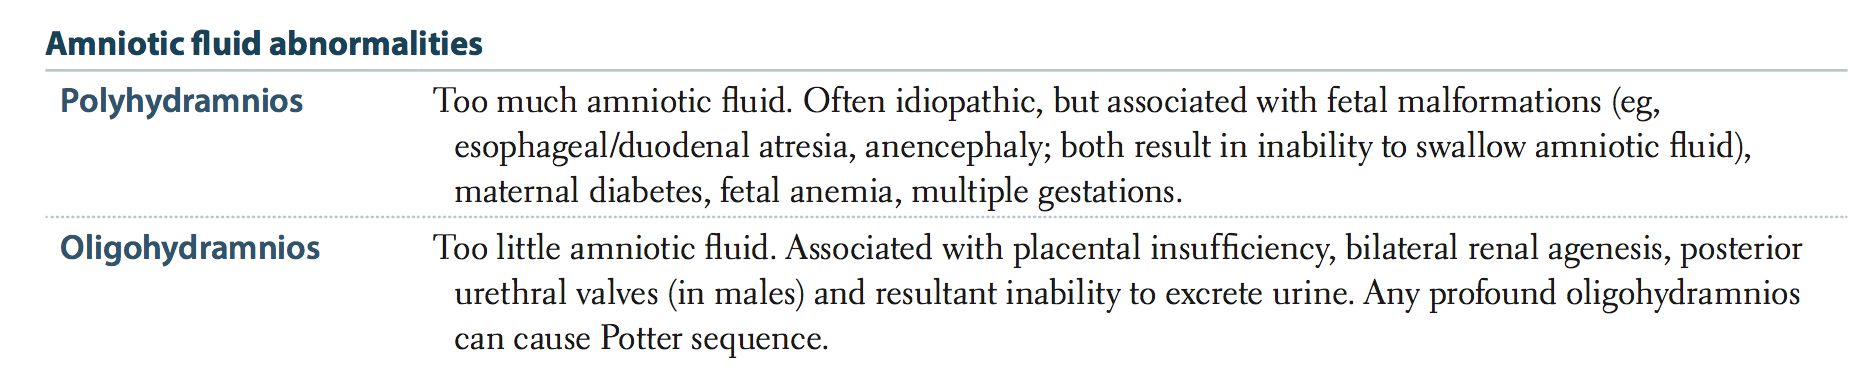 Amniotic fluid abnormalities
Polyhydramnios Too much amniotic fluid. Often idiopathic, but associated with fetal malformations (eg,
esophageal/duodenal atresia, anencephaly; both result in inability to swallow amniotic fluid),
maternal diabetes, fetal anemia, multiple gestations.
Oligohydramnios Too little amniotic fluid. Associated with placental insufficiency, bilateral renal agenesis, posterior
urethral valves (in males) and resultant inability to excrete urine. Any profound oligohydramnios
can cause Potter sequence.